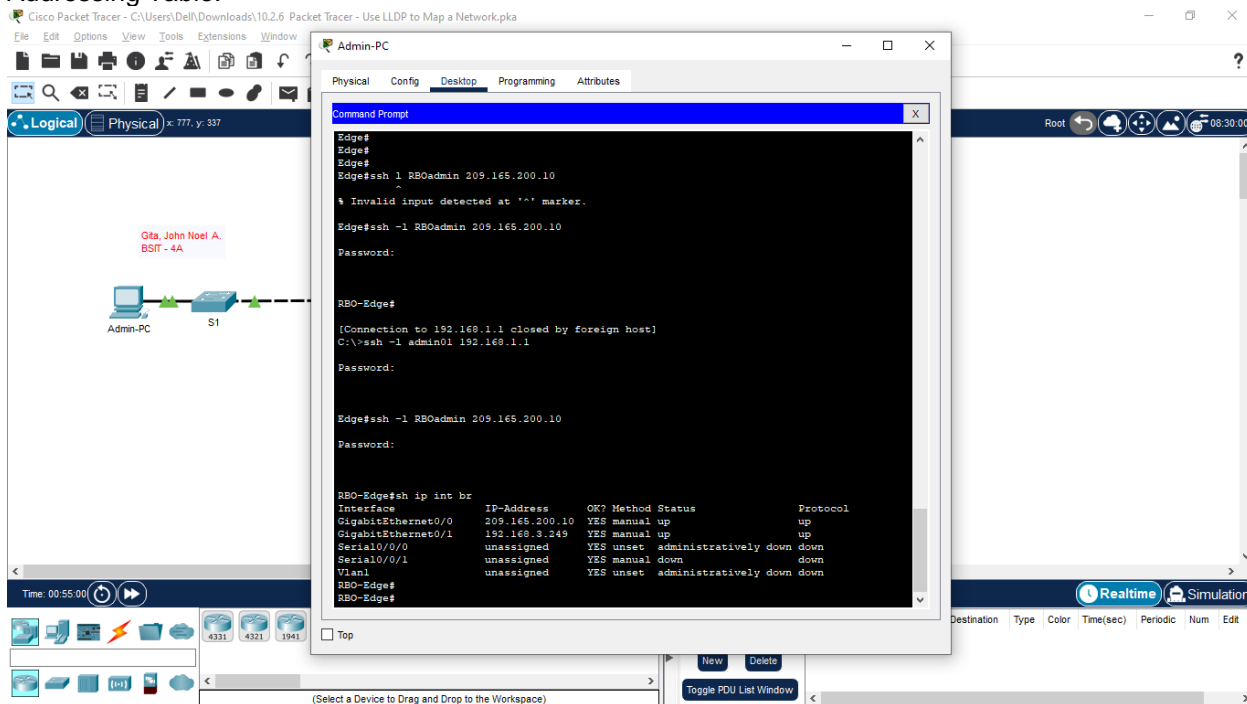 Addressing Table:
Cisco Packet Tracer - C:\Users\Dell\Downloads\10.2.6 Packet Tracer - Use LLDP to Map a Network.pka
File Edit Options View Tools Extensions Window
Admin-PC
Physical Config Desktop Programming Attributes
Command Prompt
X
Logical Physical x: 777, y: 337
Root 08:30:00
Edge#
Edge#
Edge#
Edge#ssh l RBOadmin 209.165.200.10
^
% Invalid input detected at '^' marker.
Edge#ssh -l RBOadmin 209.165.200.10
Password:
RBO-Edge#
[Connection to 192.168.1.1 closed by foreign host]
C:\>ssh -l admin01 192.168.1.1
Password:
Edge#ssh -l RBOadmin 209.165.200.10
Password:
RBO-Edge#sh ip int br
Interface IP-Address OK? Method Status Protocol
GigabitEthernet0/0 209.165.200.10 YES manual up up
GigabitEthernet0/1 192.168.3.249 YES manual up up
Serial0/0/0 unassigned YES unset administratively down down
Serial0/0/1 unassigned YES manual down down
Vlan1 unassigned YES unset administratively down down
RBO-Edge#
RBO-Edge#
Gita, John Noel A.
BSIT - 4A
Admin-PC
S1
Top
Time: 00:55:00
Realtime Simulation
4331 4321 1941
Destination Type Color Time(sec) Periodic Num Edit
New Delete
Toggle PDU List Window
(Select a Device to Drag and Drop to the Workspace)